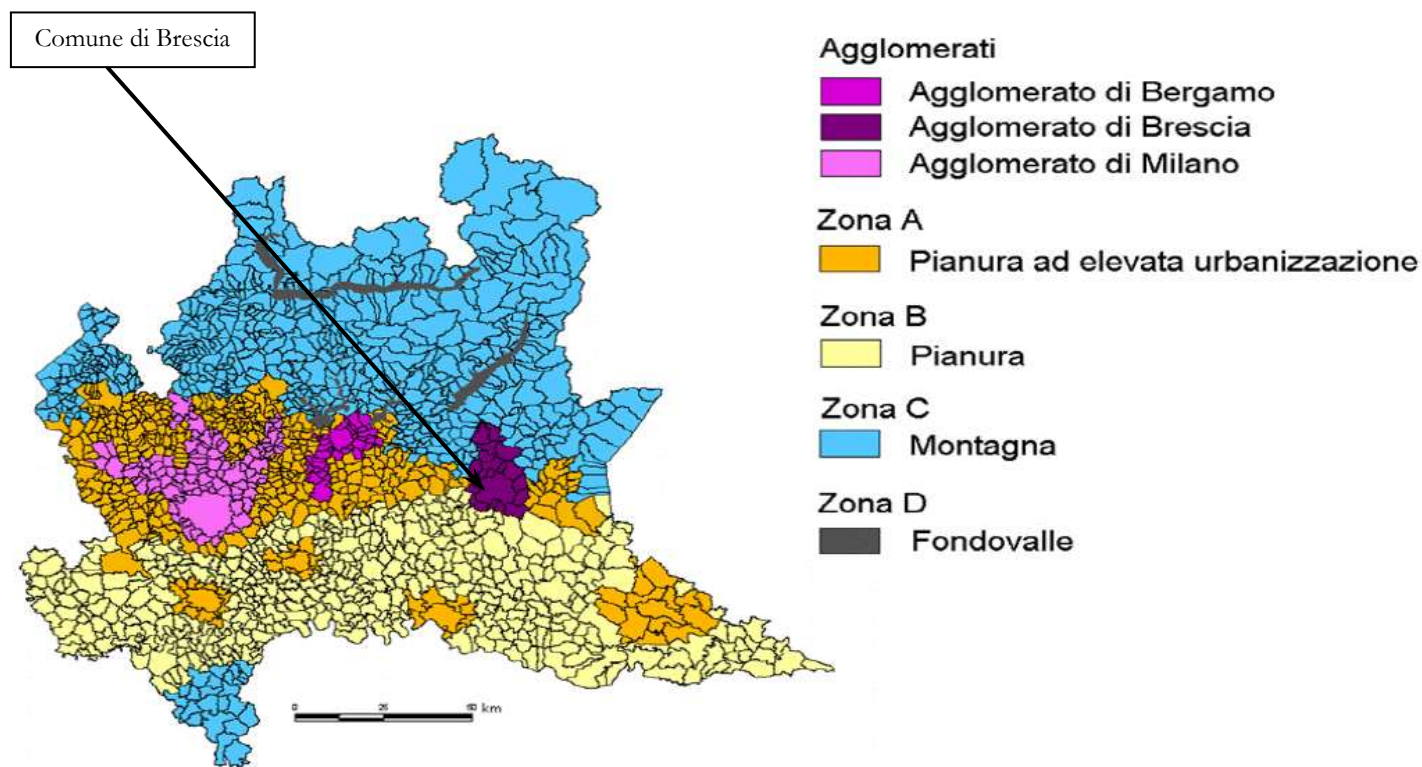 Comune di Brescia
Agglomerati
Agglomerato di Bergamo
Agglomerato di Brescia
Agglomerato di Milano
Zona A
Pianura ad elevata urbanizzazione
Zona B
Pianura
Zona C
Montagna
Zona D
Fondovalle
0 25 50 km